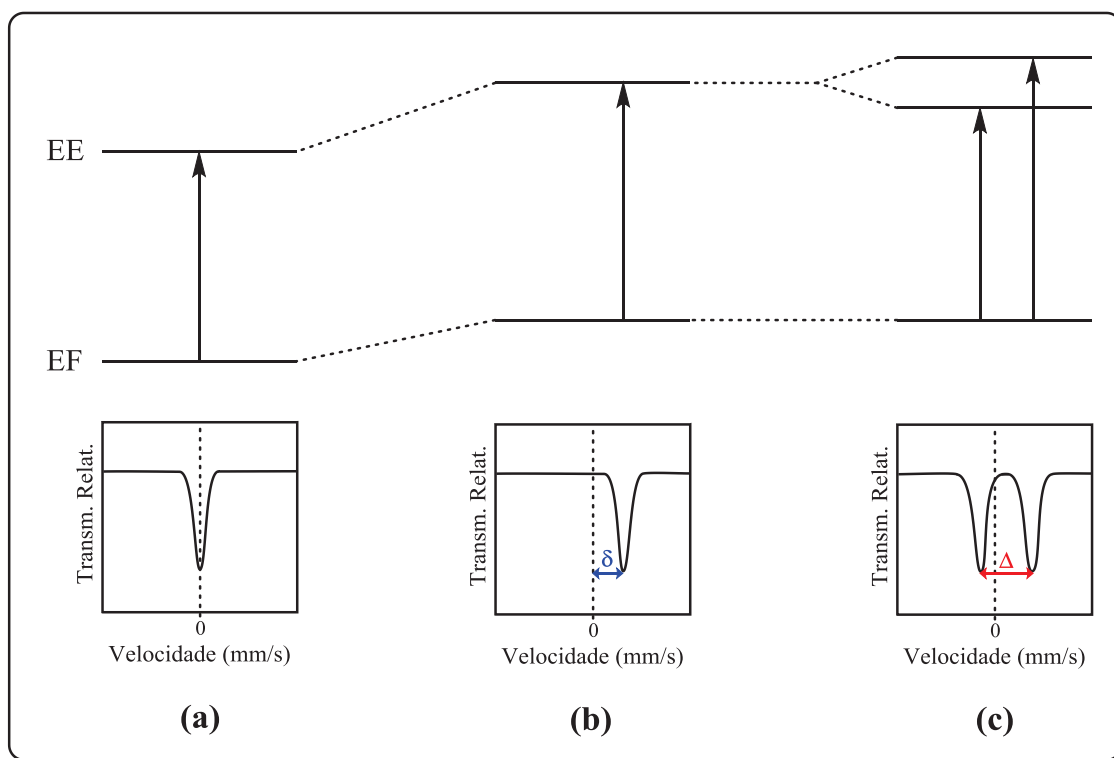 EE
EF
Transm. Relat.
Transm. Relat.
Transm. Relat.
δ
Δ
0
0
0
Velocidade (mm/s)
Velocidade (mm/s)
Velocidade (mm/s)
(a)
(b)
(c)